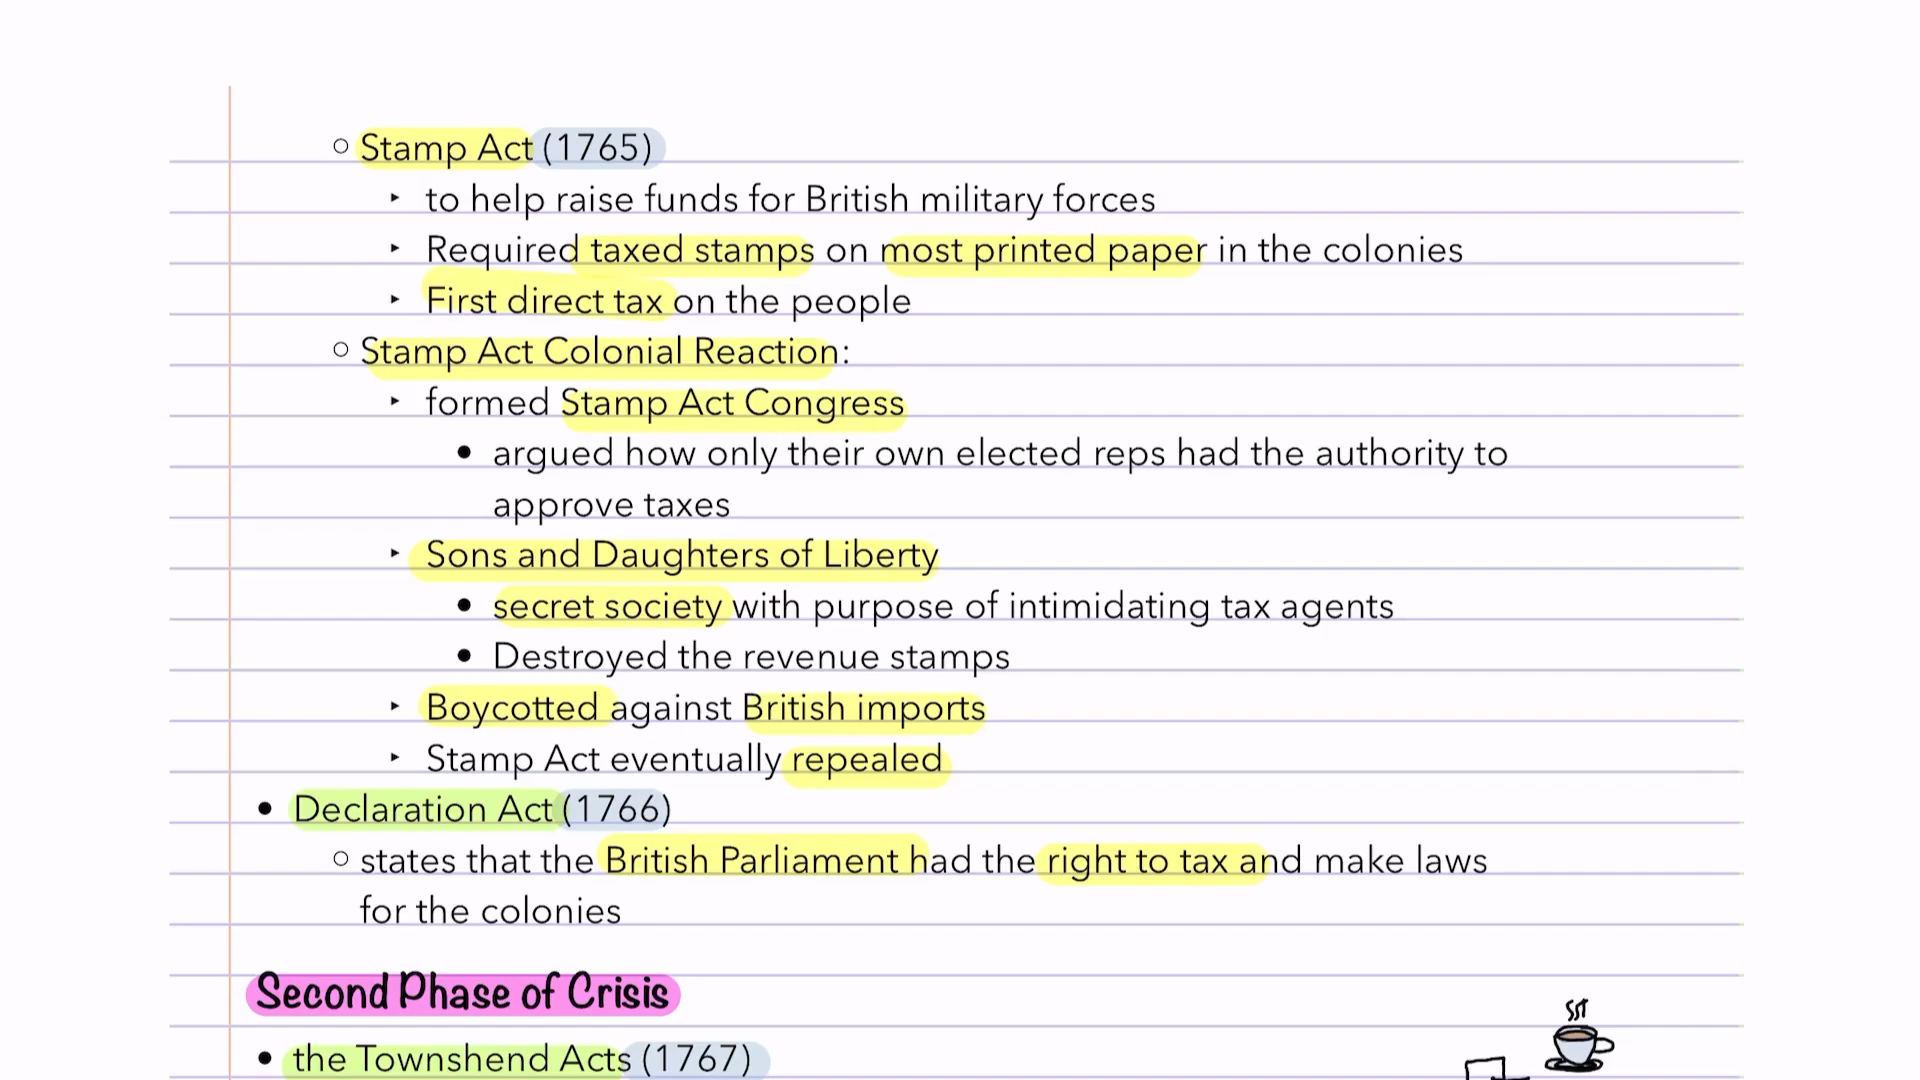 Stamp Act (1765)
to help raise funds for British military forces
Required taxed stamps on most printed paper in the colonies
First direct tax on the people
Stamp Act Colonial Reaction:
formed Stamp Act Congress
argued how only their own elected reps had the authority to
approve taxes
Sons and Daughters of Liberty
secret society with purpose of intimidating tax agents
Destroyed the revenue stamps
Boycotted against British imports
Stamp Act eventually repealed
Declaration Act (1766)
states that the British Parliament had the right to tax and make laws
for the colonies
Second Phase of Crisis
the Townshend Acts (1767)